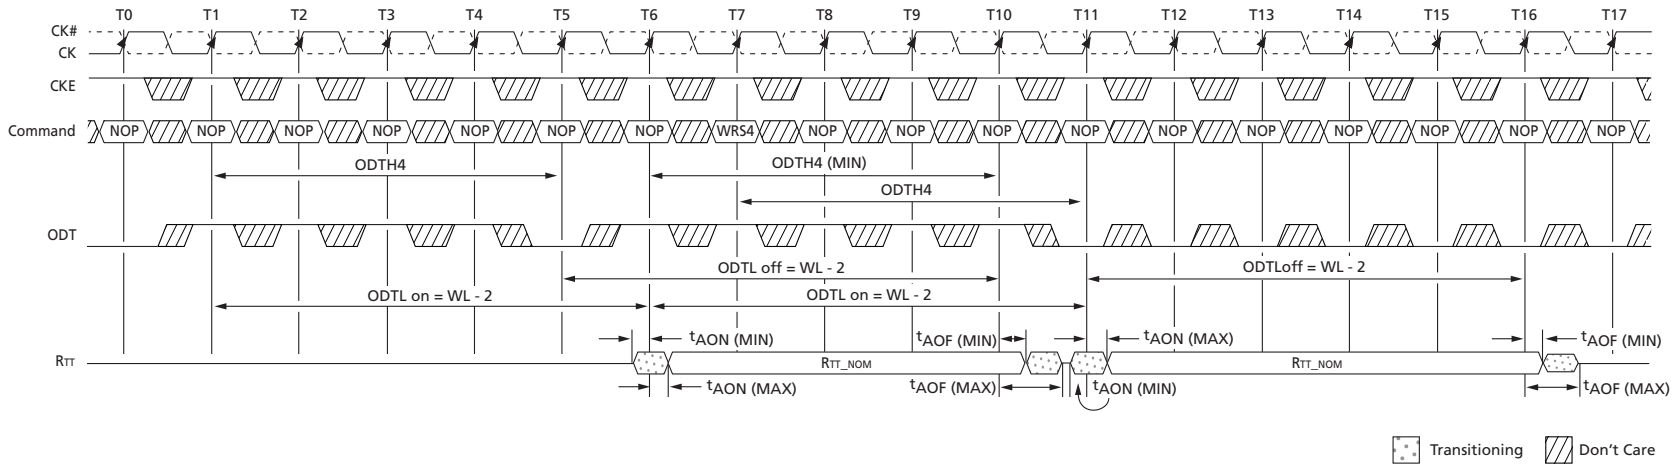 T0 T1 T2 T3 T4 T5 T6 T7 T8 T9 T10 T11 T12 T13 T14 T15 T16 T17
CK#
CK
CKE
Command NOP NOP NOP NOP NOP NOP NOP WRS4 NOP NOP NOP NOP NOP NOP NOP NOP NOP NOP
ODTH4 ODTH4 (MIN)
ODTH4
ODT
ODTL off = WL - 2 ODTLoff = WL - 2
ODTL on = WL - 2 ODTL on = WL - 2
tAON (MIN) tAOF (MIN) tAON (MAX) tAOF (MIN)
RTT RTT_NOM RTT_NOM
tAON (MAX) tAOF (MAX) tAON (MIN) tAOF (MAX)
Transitioning Don't Care